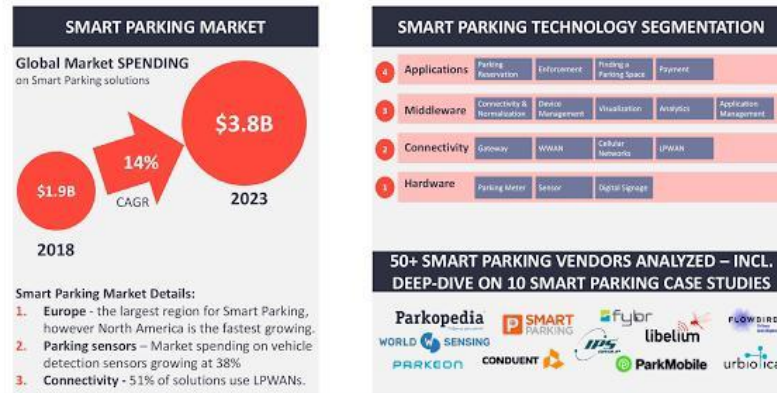 SMART PARKING MARKET
Global Market SPENDING
on Smart Parking solutions
$3.8B
14%
$1.9B
CAGR
2023
2018
Smart Parking Market Details:
1. Europe - the largest region for Smart Parking,
however North America is the fastest growing.
2. Parking sensors – Market spending on vehicle
detection sensors growing at 38%
3. Connectivity - 51% of solutions use LPWANs.
SMART PARKING TECHNOLOGY SEGMENTATION
4 Applications Parking Reservation Enforcement Finding a Parking Space Payment
3 Middleware Connectivity & Normalization Device Management Visualization Analytics Application Management
2 Connectivity Gateway WWAN Cellular Networks LPWAN
1 Hardware Parking Meter Sensor Digital Signage
50+ SMART PARKING VENDORS ANALYZED – INCL.
DEEP-DIVE ON 10 SMART PARKING CASE STUDIES
Parkopedia
P SMART PARKING
fybr
FLOWBIRD
WORLD SENSING
IPS GROUP
libelium
PARKEON
CONDUENT
ParkMobile
urbiotica